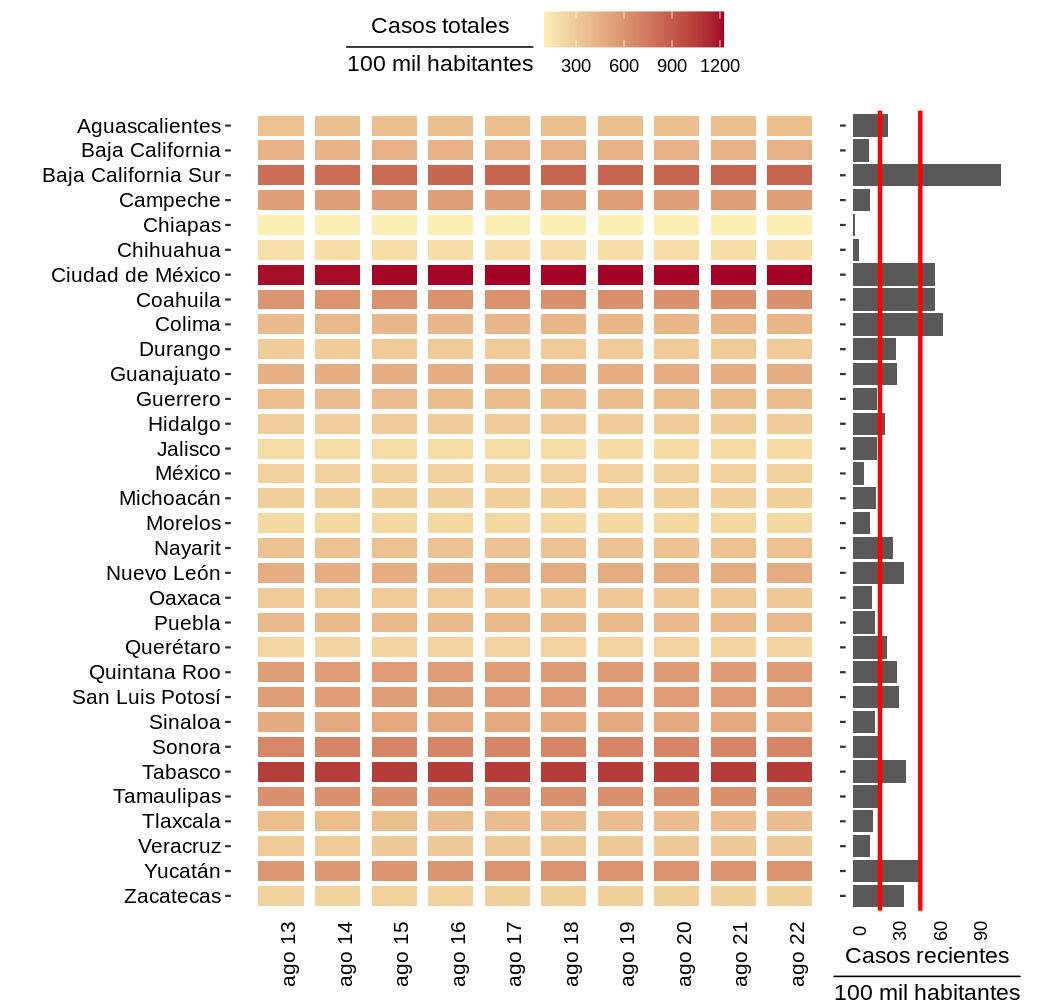 Casos totales
100 mil habitantes
300 600 900 1200
Aguascalientes
Baja California
Baja California Sur
Campeche
Chiapas
Chihuahua
Ciudad de México
Coahuila
Colima
Durango
Guanajuato
Guerrero
Hidalgo
Jalisco
México
Michoacán
Morelos
Nayarit
Nuevo León
Oaxaca
Puebla
Querétaro
Quintana Roo
San Luis Potosí
Sinaloa
Sonora
Tabasco
Tamaulipas
Tlaxcala
Veracruz
Yucatán
Zacatecas
ago 13
ago 14
ago 15
ago 16
ago 17
ago 18
ago 19
ago 20
ago 21
ago 22
0
30
60
90
Casos recientes
100 mil habitantes